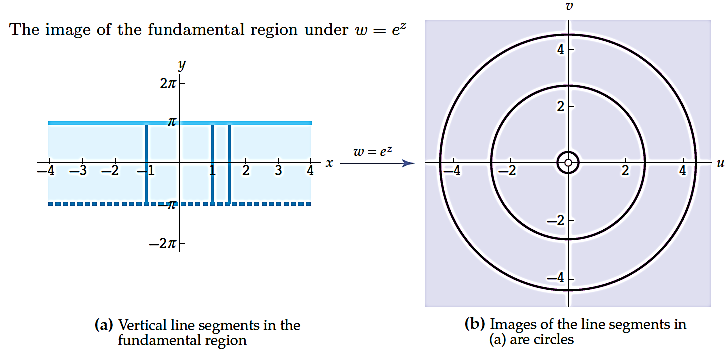 The image of the fundamental region under w = e^z
y
2π
π
−4 −3 −2 −1 1 2 3 4 x
−π
−2π
w = e^z
v
4
2
−4 −2 2 4 u
−2
−4
(a) Vertical line segments in the
fundamental region
(b) Images of the line segments in
(a) are circles